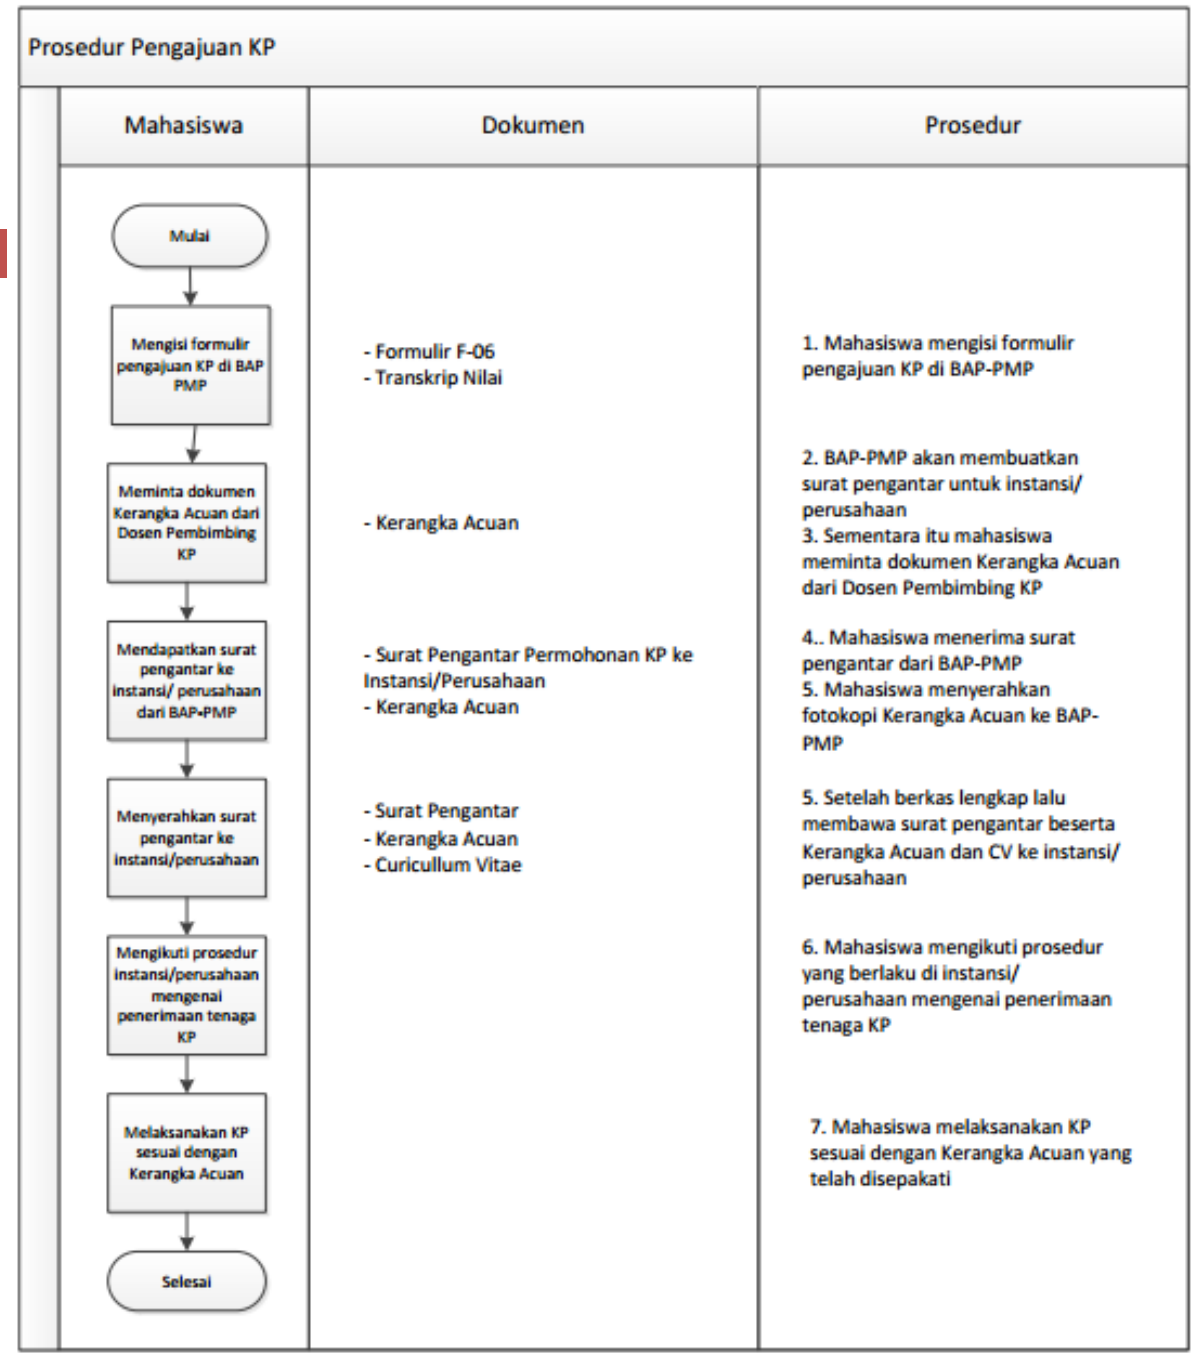 Prosedur Pengajuan KP
Mahasiswa
Dokumen
Prosedur
Mulai
Mengisi formulir
pengajuan KP di BAP
PMP
- Formulir F-06
- Transkrip Nilai
1. Mahasiswa mengisi formulir
pengajuan KP di BAP-PMP
Meminta dokumen
Kerangka Acuan dari
Dosen Pembimbing
KP
- Kerangka Acuan
2. BAP-PMP akan membuatkan
surat pengantar untuk instansi/
perusahaan
3. Sementara itu mahasiswa
meminta dokumen Kerangka Acuan
dari Dosen Pembimbing KP
Mendapatkan surat
pengantar ke
instansi/ perusahaan
dari BAP-PMP
- Surat Pengantar Permohonan KP ke
Instansi/Perusahaan
- Kerangka Acuan
4.. Mahasiswa menerima surat
pengantar dari BAP-PMP
5. Mahasiswa menyerahkan
fotokopi Kerangka Acuan ke BAP-
PMP
Menyerahkan surat
pengantar ke
instansi/perusahaan
- Surat Pengantar
- Kerangka Acuan
- Curicullum Vitae
5. Setelah berkas lengkap lalu
membawa surat pengantar beserta
Kerangka Acuan dan CV ke instansi/
perusahaan
Mengikuti prosedur
instansi/perusahaan
mengenai
penerimaan tenaga
KP
6. Mahasiswa mengikuti prosedur
yang berlaku di instansi/
perusahaan mengenai penerimaan
tenaga KP
Melaksanakan KP
sesuai dengan
Kerangka Acuan
7. Mahasiswa melaksanakan KP
sesuai dengan Kerangka Acuan yang
telah disepakati
Selesai